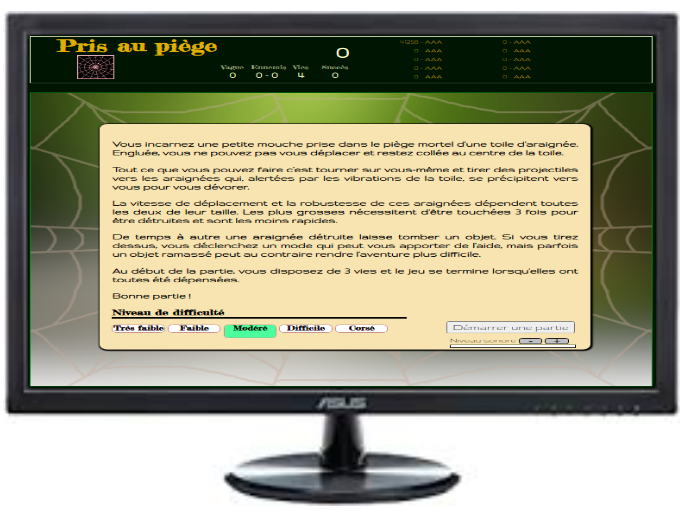 Pris au piège
0
Vague Ennemis Vies Succès
0 0-0 4 0
41258 - AAA 0 - AAA
0 - AAA 0 - AAA
0 - AAA 0 - AAA
0 - AAA 0 - AAA
0 - AAA 0 - AAA
Vous incarnez une petite mouche prise dans le piège mortel d'une toile d'araignée.
Engluée, vous ne pouvez pas vous déplacer et restez collée au centre de la toile.
Tout ce que vous pouvez faire c'est tourner sur vous-même et tirer des projectiles
vers les araignées qui, alertées par les vibrations de la toile, se précipitent vers
vous pour vous dévorer.
La vitesse de déplacement et la robustesse de ces araignées dépendent toutes
les deux de leur taille. Les plus grosses nécessitent d'être touchées 3 fois pour
être détruites et sont les moins rapides.
De temps à autre une araignée détruite laisse tomber un objet. Si vous tirez
dessus, vous déclenchez un mode qui peut vous apporter de l'aide, mais parfois
un objet ramassé peut au contraire rendre l'aventure plus difficile.
Au début de la partie, vous disposez de 3 vies et le jeu se termine lorsqu'elles ont
toutes été dépensées.
Bonne partie !
Niveau de difficulté
Très faible Faible Modéré Difficile Corsé
Démarrer une partie
Niveau sonore - +
ASUS